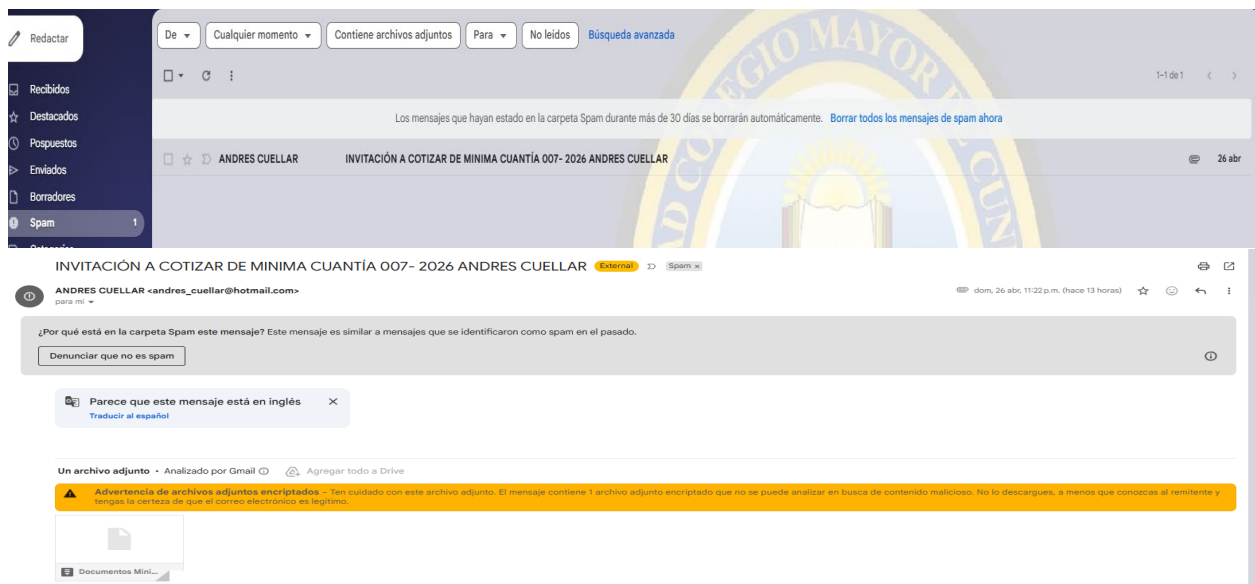 Redactar
De
Cualquier momento
Contiene archivos adjuntos
Para
No leídos
Búsqueda avanzada
1-1 de 1
Recibidos
Destacados
Los mensajes que hayan estado en la carpeta Spam durante más de 30 días se borrarán automáticamente. Borrar todos los mensajes de spam ahora
Pospuestos
ANDRES CUELLAR INVITACIÓN A COTIZAR DE MINIMA CUANTÍA 007- 2026 ANDRES CUELLAR 26 abr
Enviados
Borradores
Spam 1
COLEGIO MAYOR
INVITACIÓN A COTIZAR DE MINIMA CUANTÍA 007- 2026 ANDRES CUELLAR External Spam x
ANDRES CUELLAR <andres_cuellar@hotmail.com> dom, 26 abr, 11:22 p.m. (hace 13 horas)
para mí
¿Por qué está en la carpeta Spam este mensaje? Este mensaje es similar a mensajes que se identificaron como spam en el pasado.
Denunciar que no es spam
Parece que este mensaje está en inglés
Traducir al español
Un archivo adjunto • Analizado por Gmail Agregar todo a Drive
Advertencia de archivos adjuntos encriptados – Ten cuidado con este archivo adjunto. El mensaje contiene 1 archivo adjunto encriptado que no se puede analizar en busca de contenido malicioso. No lo descargues, a menos que conozcas al remitente y
tengas la certeza de que el correo electrónico es legítimo.
Documentos Mini...